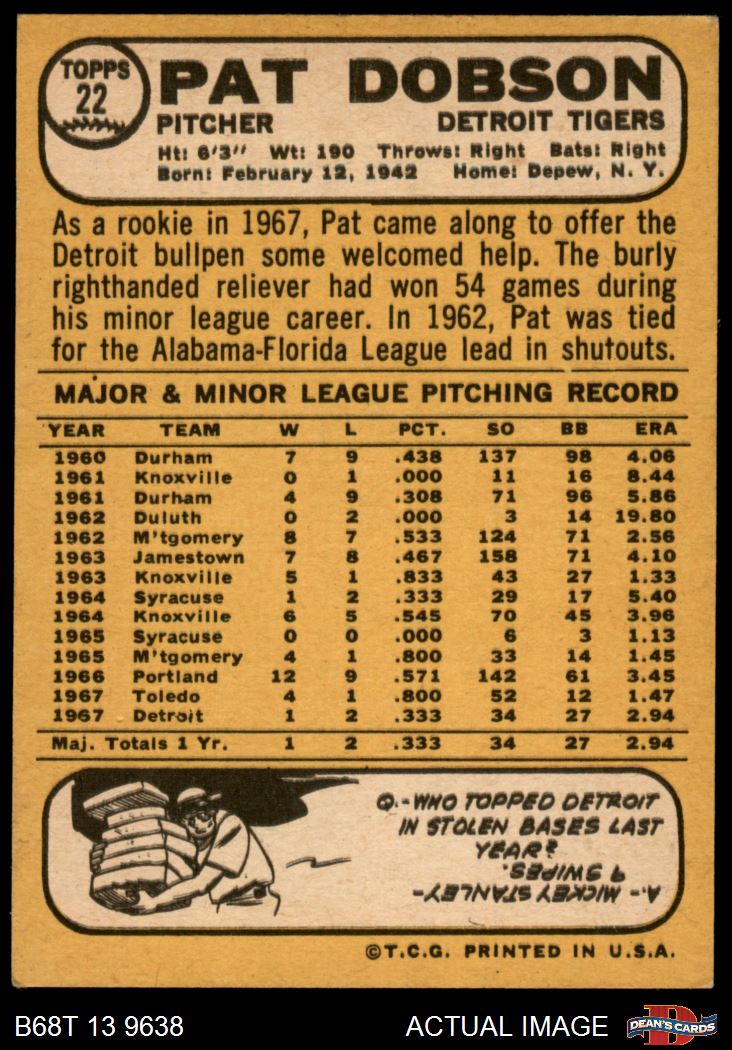 TOPPS
22
PAT DOBSON
PITCHER DETROIT TIGERS
Ht: 6'3" Wt: 190 Throws: Right Bats: Right
Born: February 12, 1942 Home: Depew, N. Y.
As a rookie in 1967, Pat came along to offer the
Detroit bullpen some welcomed help. The burly
righthanded reliever had won 54 games during
his minor league career. In 1962, Pat was tied
for the Alabama-Florida League lead in shutouts.
MAJOR & MINOR LEAGUE PITCHING RECORD
YEAR TEAM W L PCT. SO BB ERA
1960 Durham 7 9 .438 137 98 4.06
1961 Knoxville 0 1 .000 11 16 8.44
1961 Durham 4 9 .308 71 96 5.86
1962 Duluth 0 2 .000 3 14 19.80
1962 M'tgomery 8 7 .533 124 71 2.56
1963 Jamestown 7 8 .467 158 71 4.10
1963 Knoxville 5 1 .833 43 27 1.33
1964 Syracuse 1 2 .333 29 17 5.40
1964 Knoxville 6 5 .545 70 45 3.96
1965 Syracuse 0 0 .000 6 3 1.13
1965 M'tgomery 4 1 .800 33 14 1.45
1966 Portland 12 9 .571 142 61 3.45
1967 Toledo 4 1 .800 52 12 1.47
1967 Detroit 1 2 .333 34 27 2.94
Maj. Totals 1 Yr. 1 2 .333 34 27 2.94
Q.-WHO TOPPED DETROIT
IN STOLEN BASES LAST
YEAR?
A.- MICKEY STANLEY-
9 SWIPES.
©T.C.G. PRINTED IN U.S.A.
B68T 13 9638 ACTUAL IMAGE DEAN'S CARDS